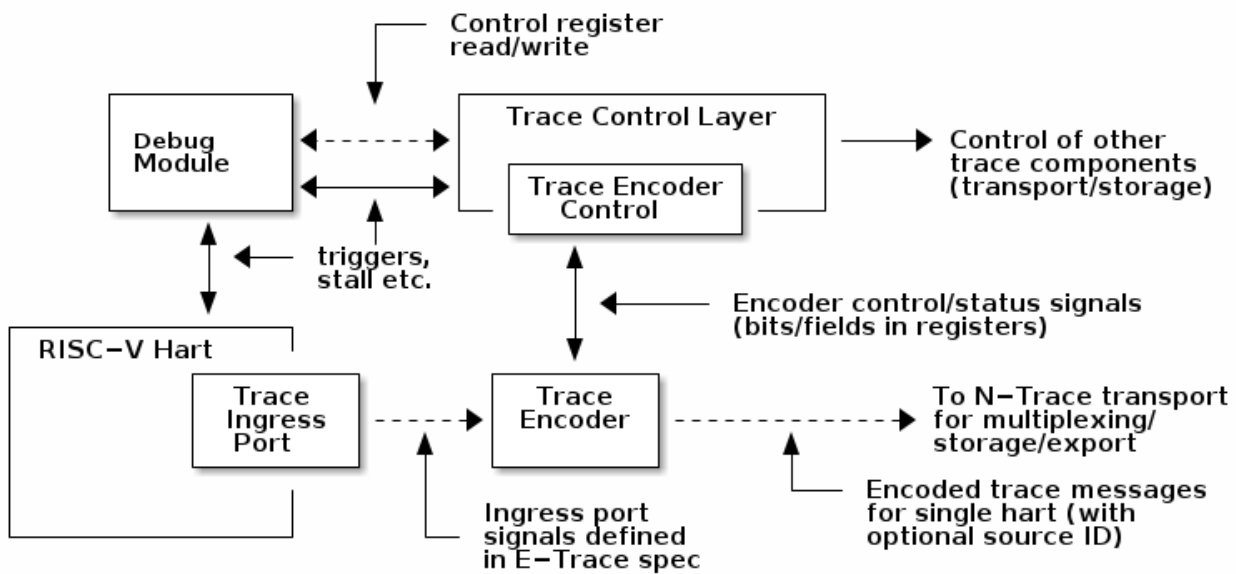 Control register
read/write
Debug
Module
Trace Control Layer
Trace Encoder
Control
Control of other
trace components
(transport/storage)
triggers,
stall etc.
Encoder control/status signals
(bits/fields in registers)
RISC−V Hart
Trace
Ingress
Port
Trace
Encoder
To N−Trace transport
for multiplexing/
storage/export
Ingress port
signals defined
in E−Trace spec
Encoded trace messages
for single hart (with
optional source ID)